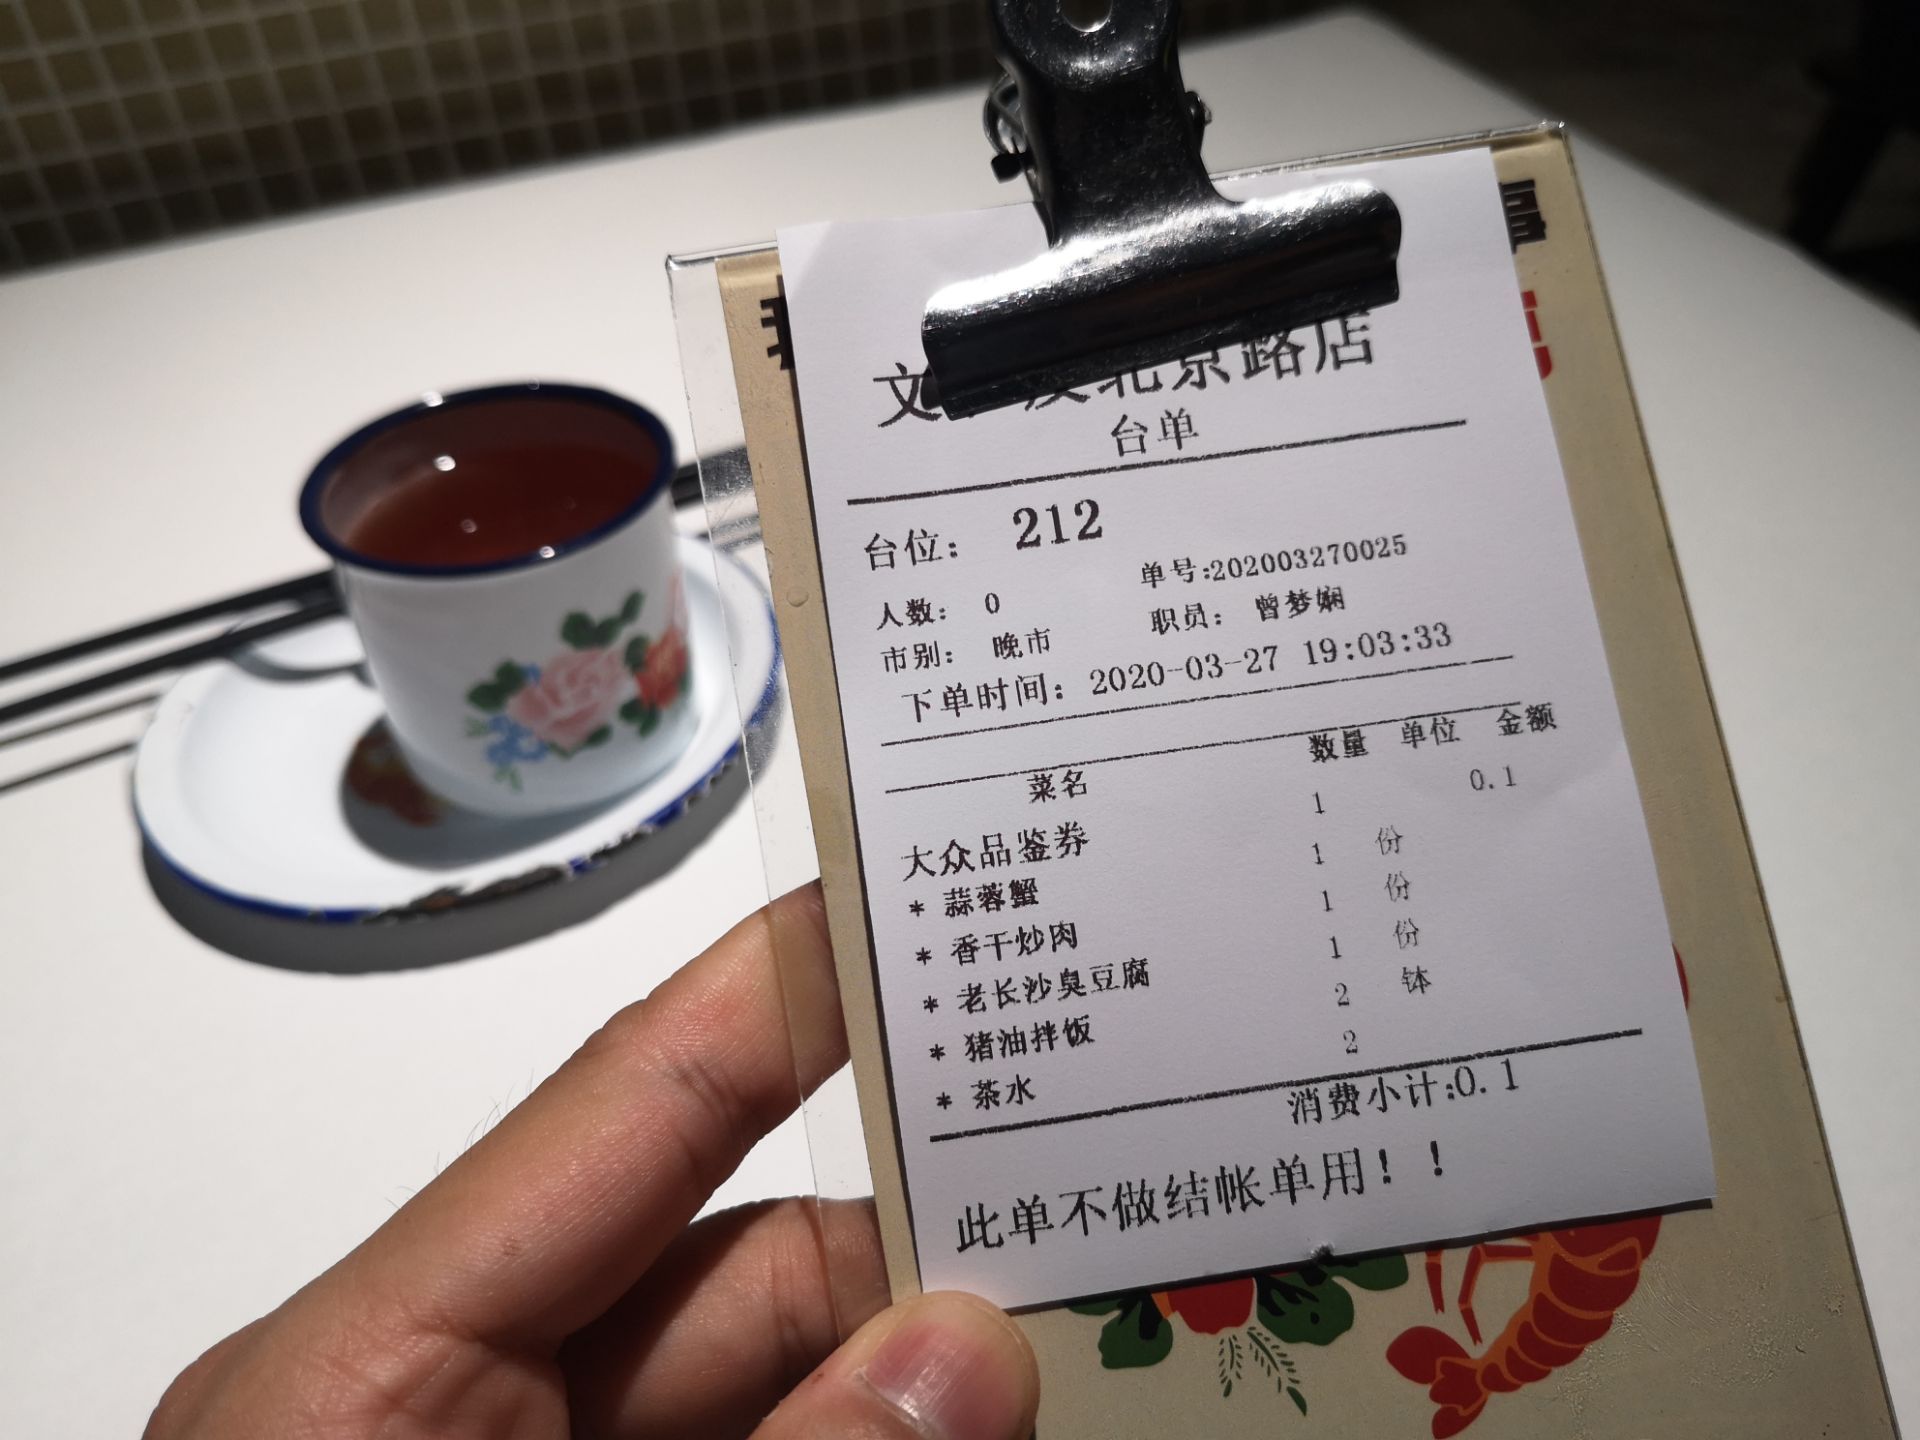 文 北京路店
台单
台位： 212
单号:202003270025
人数： 0
职员： 曾梦娴
市别： 晚市
下单时间： 2020-03-27 19:03:33
菜名 数量 单位 金额
大众品鉴券 1 0.1
* 蒜蓉蟹 1 份
* 香干炒肉 1 份
* 老长沙臭豆腐 1 份
* 猪油拌饭 2 钵
* 茶水 2
消费小计:0.1
此单不做结帐单用！！